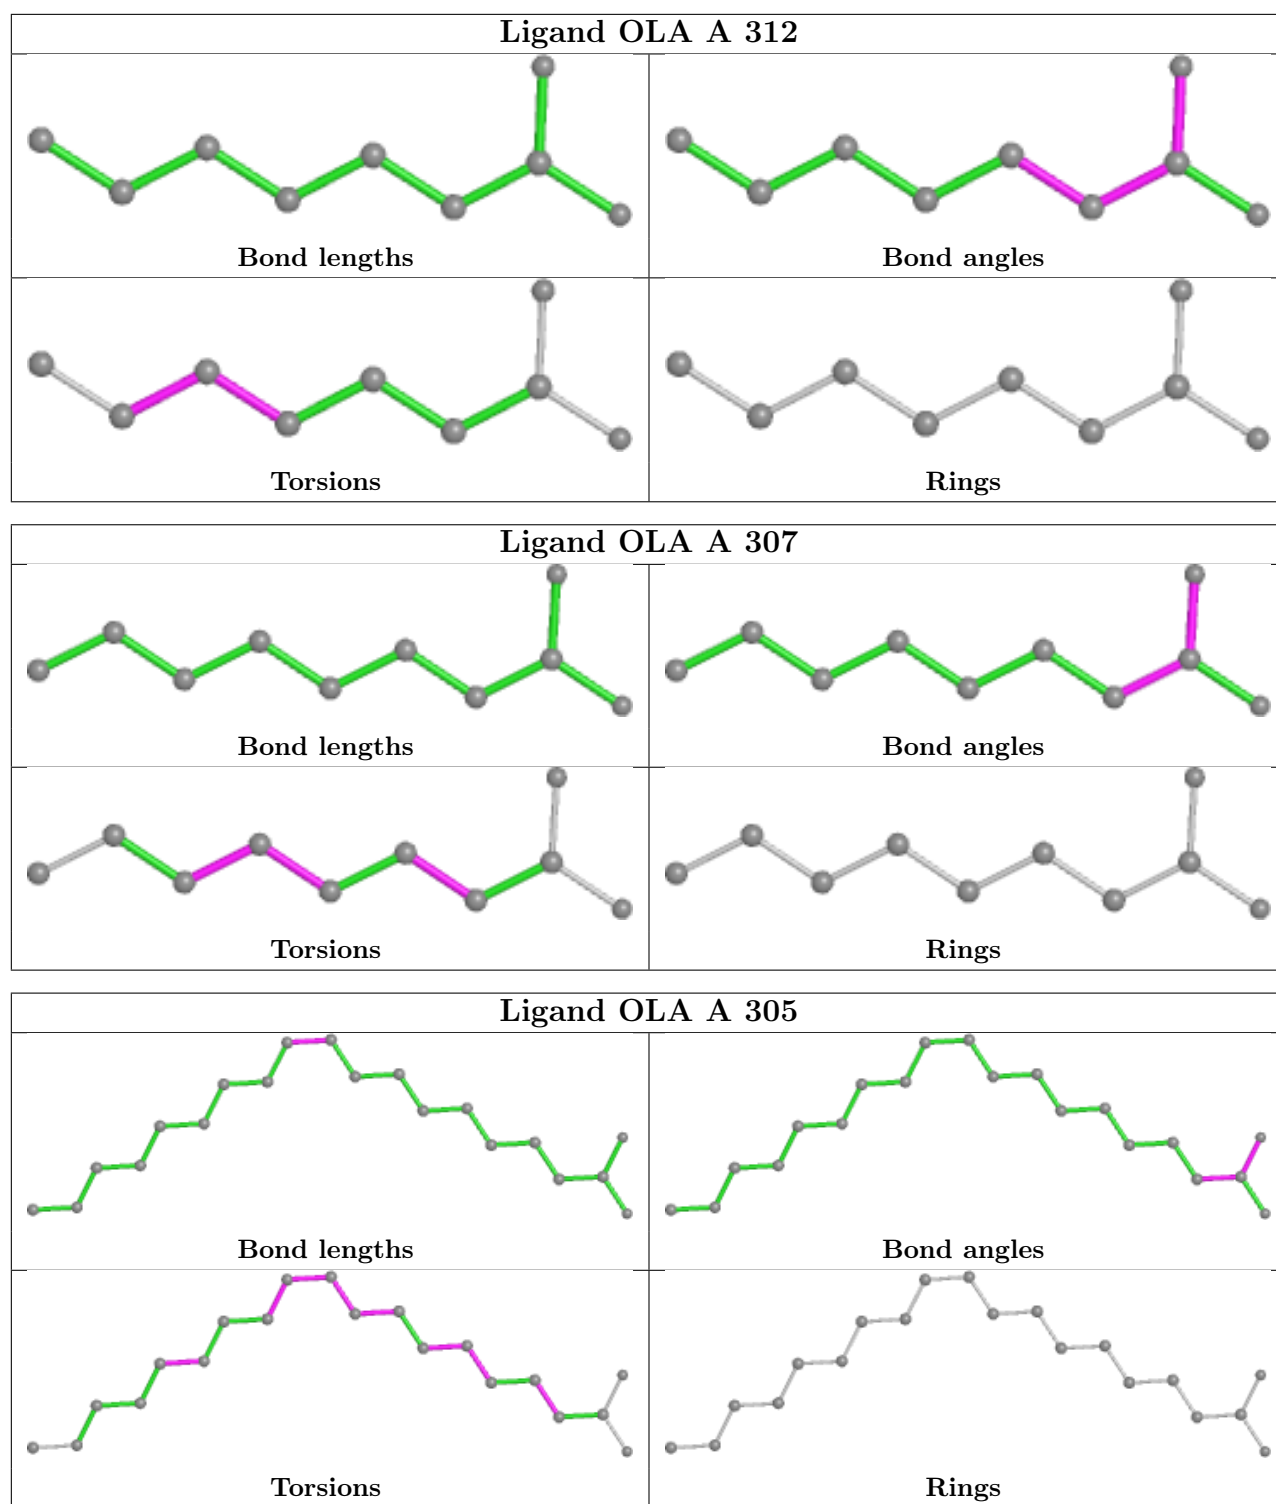 Ligand OLA A 312
Bond lengths
Bond angles
Torsions
Rings
Ligand OLA A 307
Bond lengths
Bond angles
Torsions
Rings
Ligand OLA A 305
Bond lengths
Bond angles
Torsions
Rings